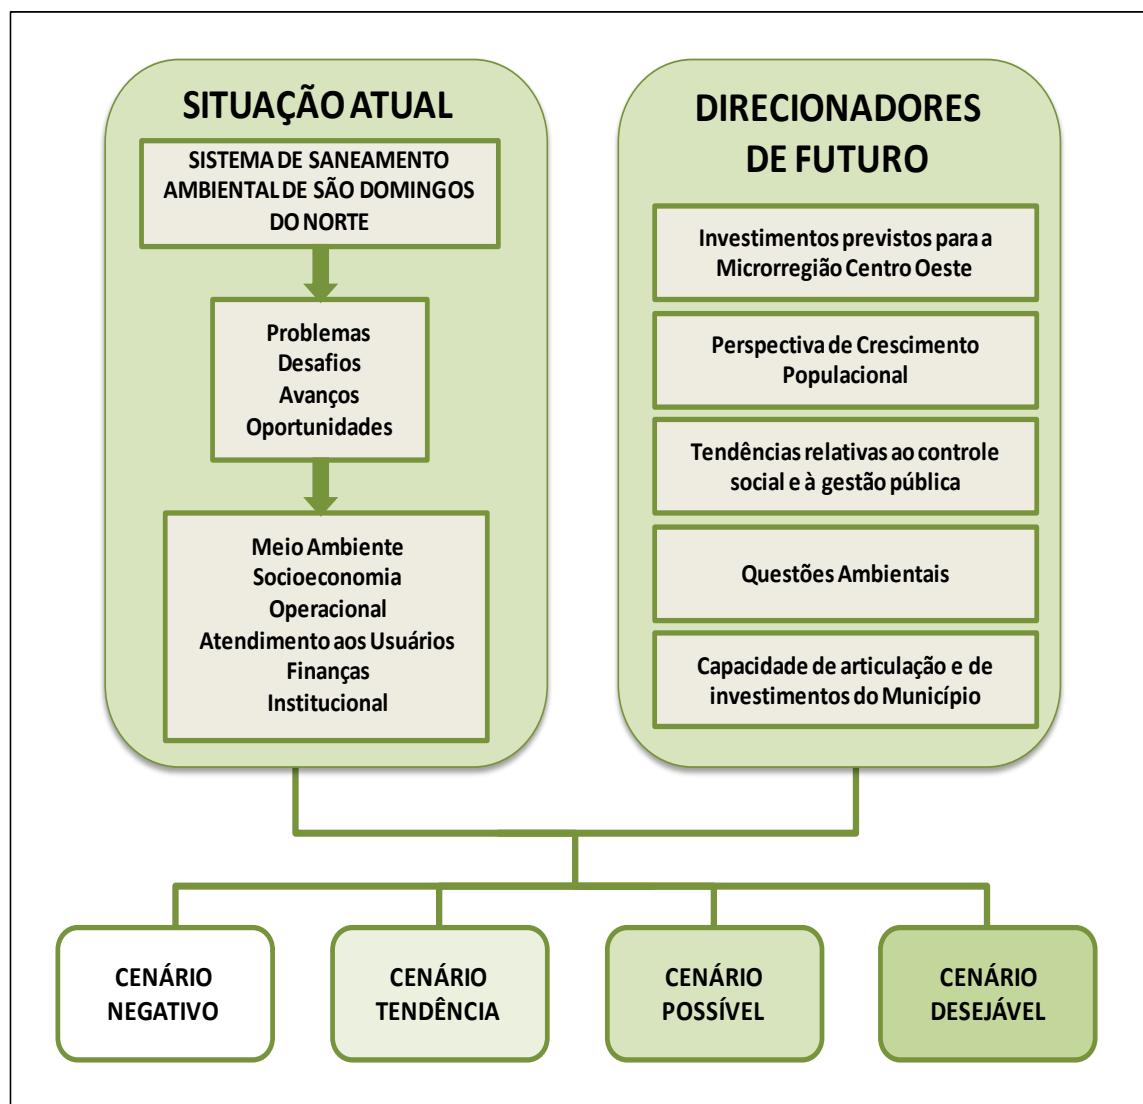 SITUAÇÃO ATUAL
SISTEMA DE SANEAMENTO
AMBIENTAL DE SÃO DOMINGOS
DO NORTE
Problemas
Desafios
Avanços
Oportunidades
Meio Ambiente
Socioeconomia
Operacional
Atendimento aos Usuários
Finanças
Institucional
DIRECIONADORES
DE FUTURO
Investimentos previstos para a
Microrregião Centro Oeste
Perspectiva de Crescimento
Populacional
Tendências relativas ao controle
social e à gestão pública
Questões Ambientais
Capacidade de articulação e de
investimentos do Município
CENÁRIO
NEGATIVO
CENÁRIO
TENDÊNCIA
CENÁRIO
POSSÍVEL
CENÁRIO
DESEJÁVEL